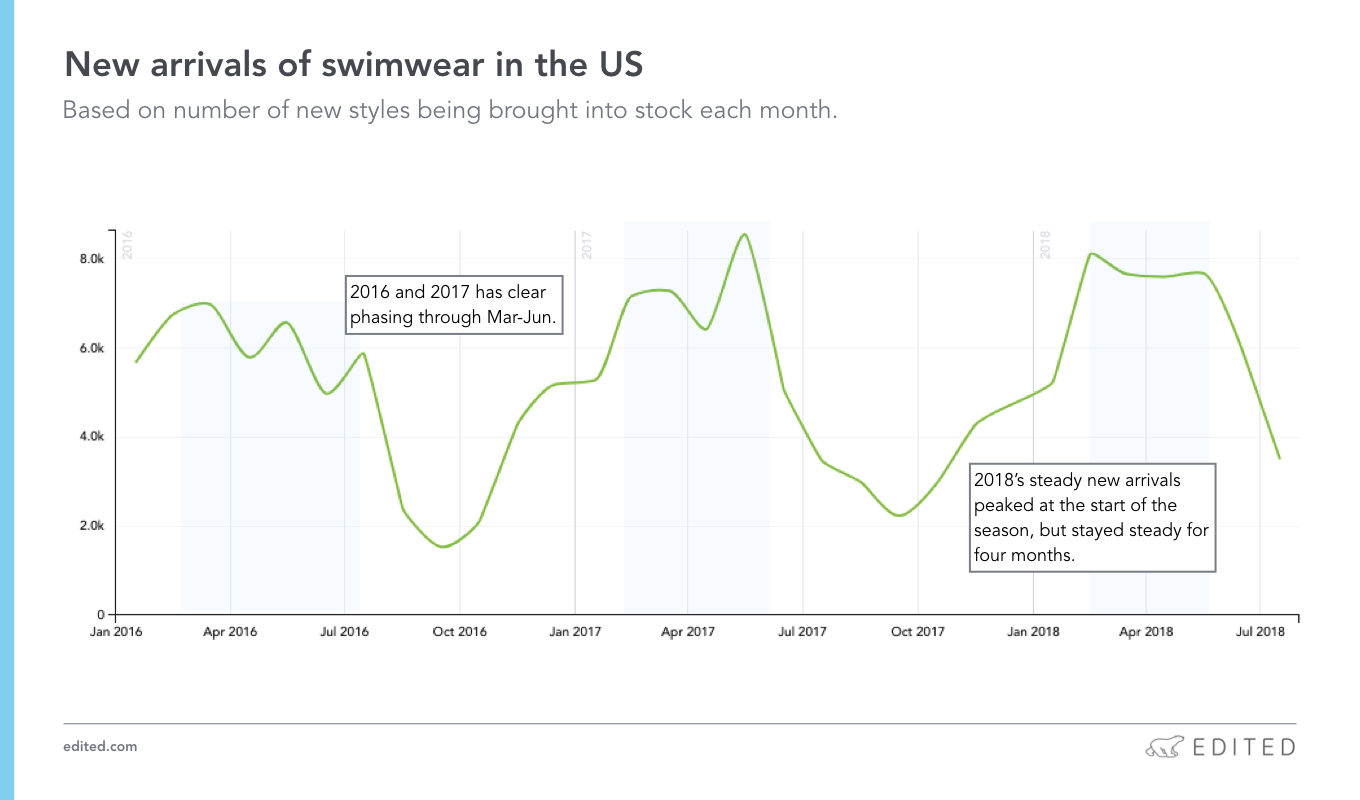 New arrivals of swimwear in the US
Based on number of new styles being brought into stock each month.
2016
2017
2018
8.0k
6.0k
4.0k
2.0k
0
2016 and 2017 has clear
phasing through Mar-Jun.
2018’s steady new arrivals
peaked at the start of the
season, but stayed steady for
four months.
Jan 2016 Apr 2016 Jul 2016 Oct 2016 Jan 2017 Apr 2017 Jul 2017 Oct 2017 Jan 2018 Apr 2018 Jul 2018
edited.com
EDITED